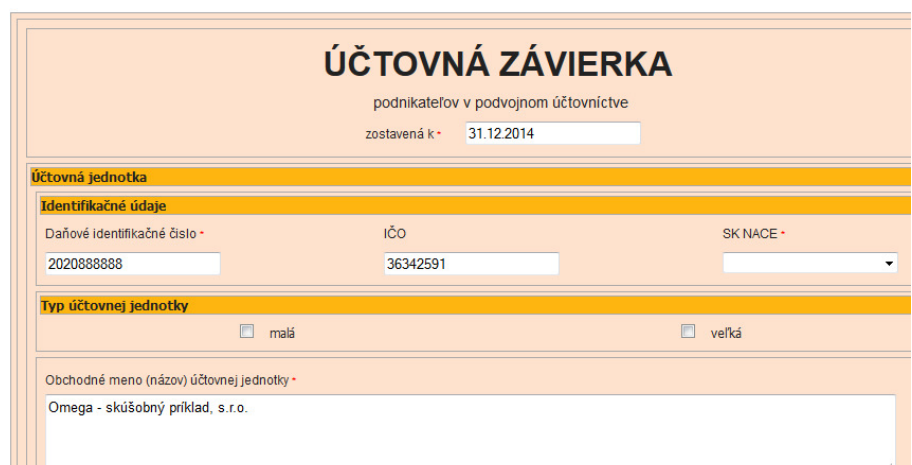 ÚČTOVNÁ ZÁVIERKA
podnikateľov v podvojnom účtovníctve
zostavená k * 31.12.2014
Účtovná jednotka
Identifikačné údaje
Daňové identifikačné číslo * IČO SK NACE *
2020888888 36342591
Typ účtovnej jednotky
malá veľká
Obchodné meno (názov) účtovnej jednotky *
Omega - skúšobný príklad, s.r.o.